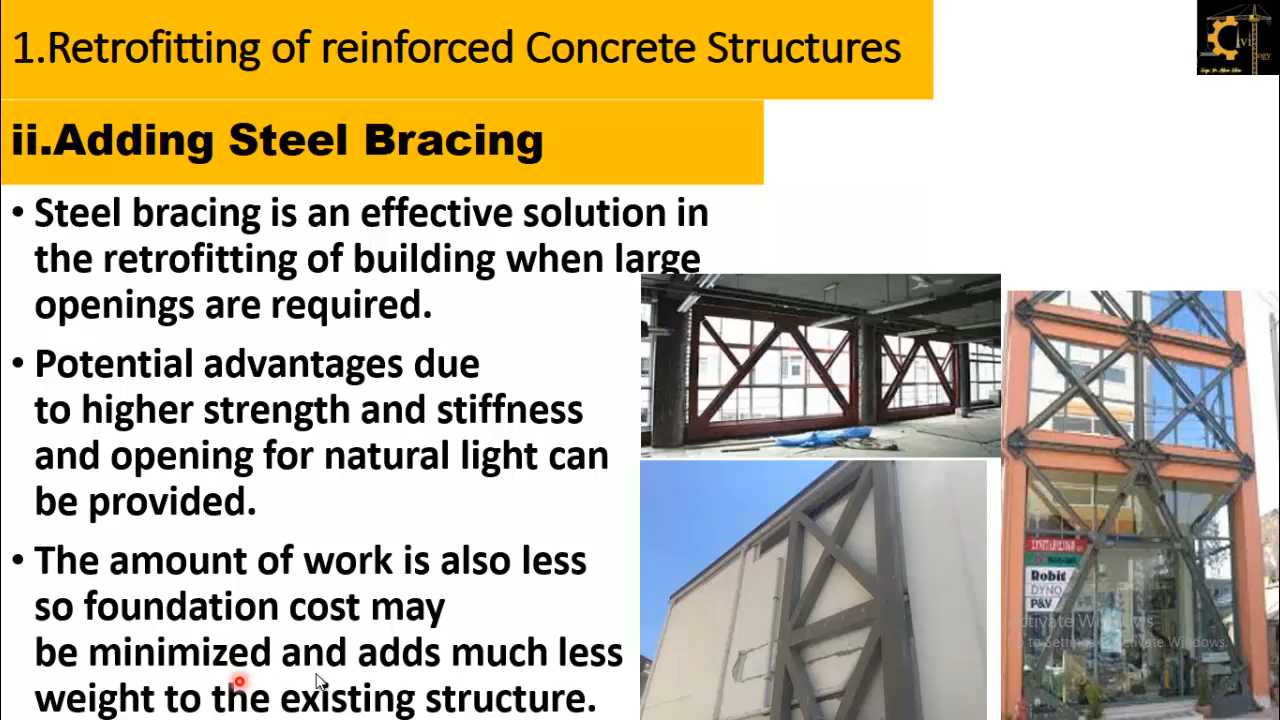 1.Retrofitting of reinforced Concrete Structures
ii.Adding Steel Bracing
• Steel bracing is an effective solution in
the retrofitting of building when large
openings are required.
• Potential advantages due
to higher strength and stiffness
and opening for natural light can
be provided.
• The amount of work is also less
so foundation cost may
be minimized and adds much less
weight to the existing structure.
Robit
DYNO
P&V
Activate Windows
Go to Settings to activate Windows.